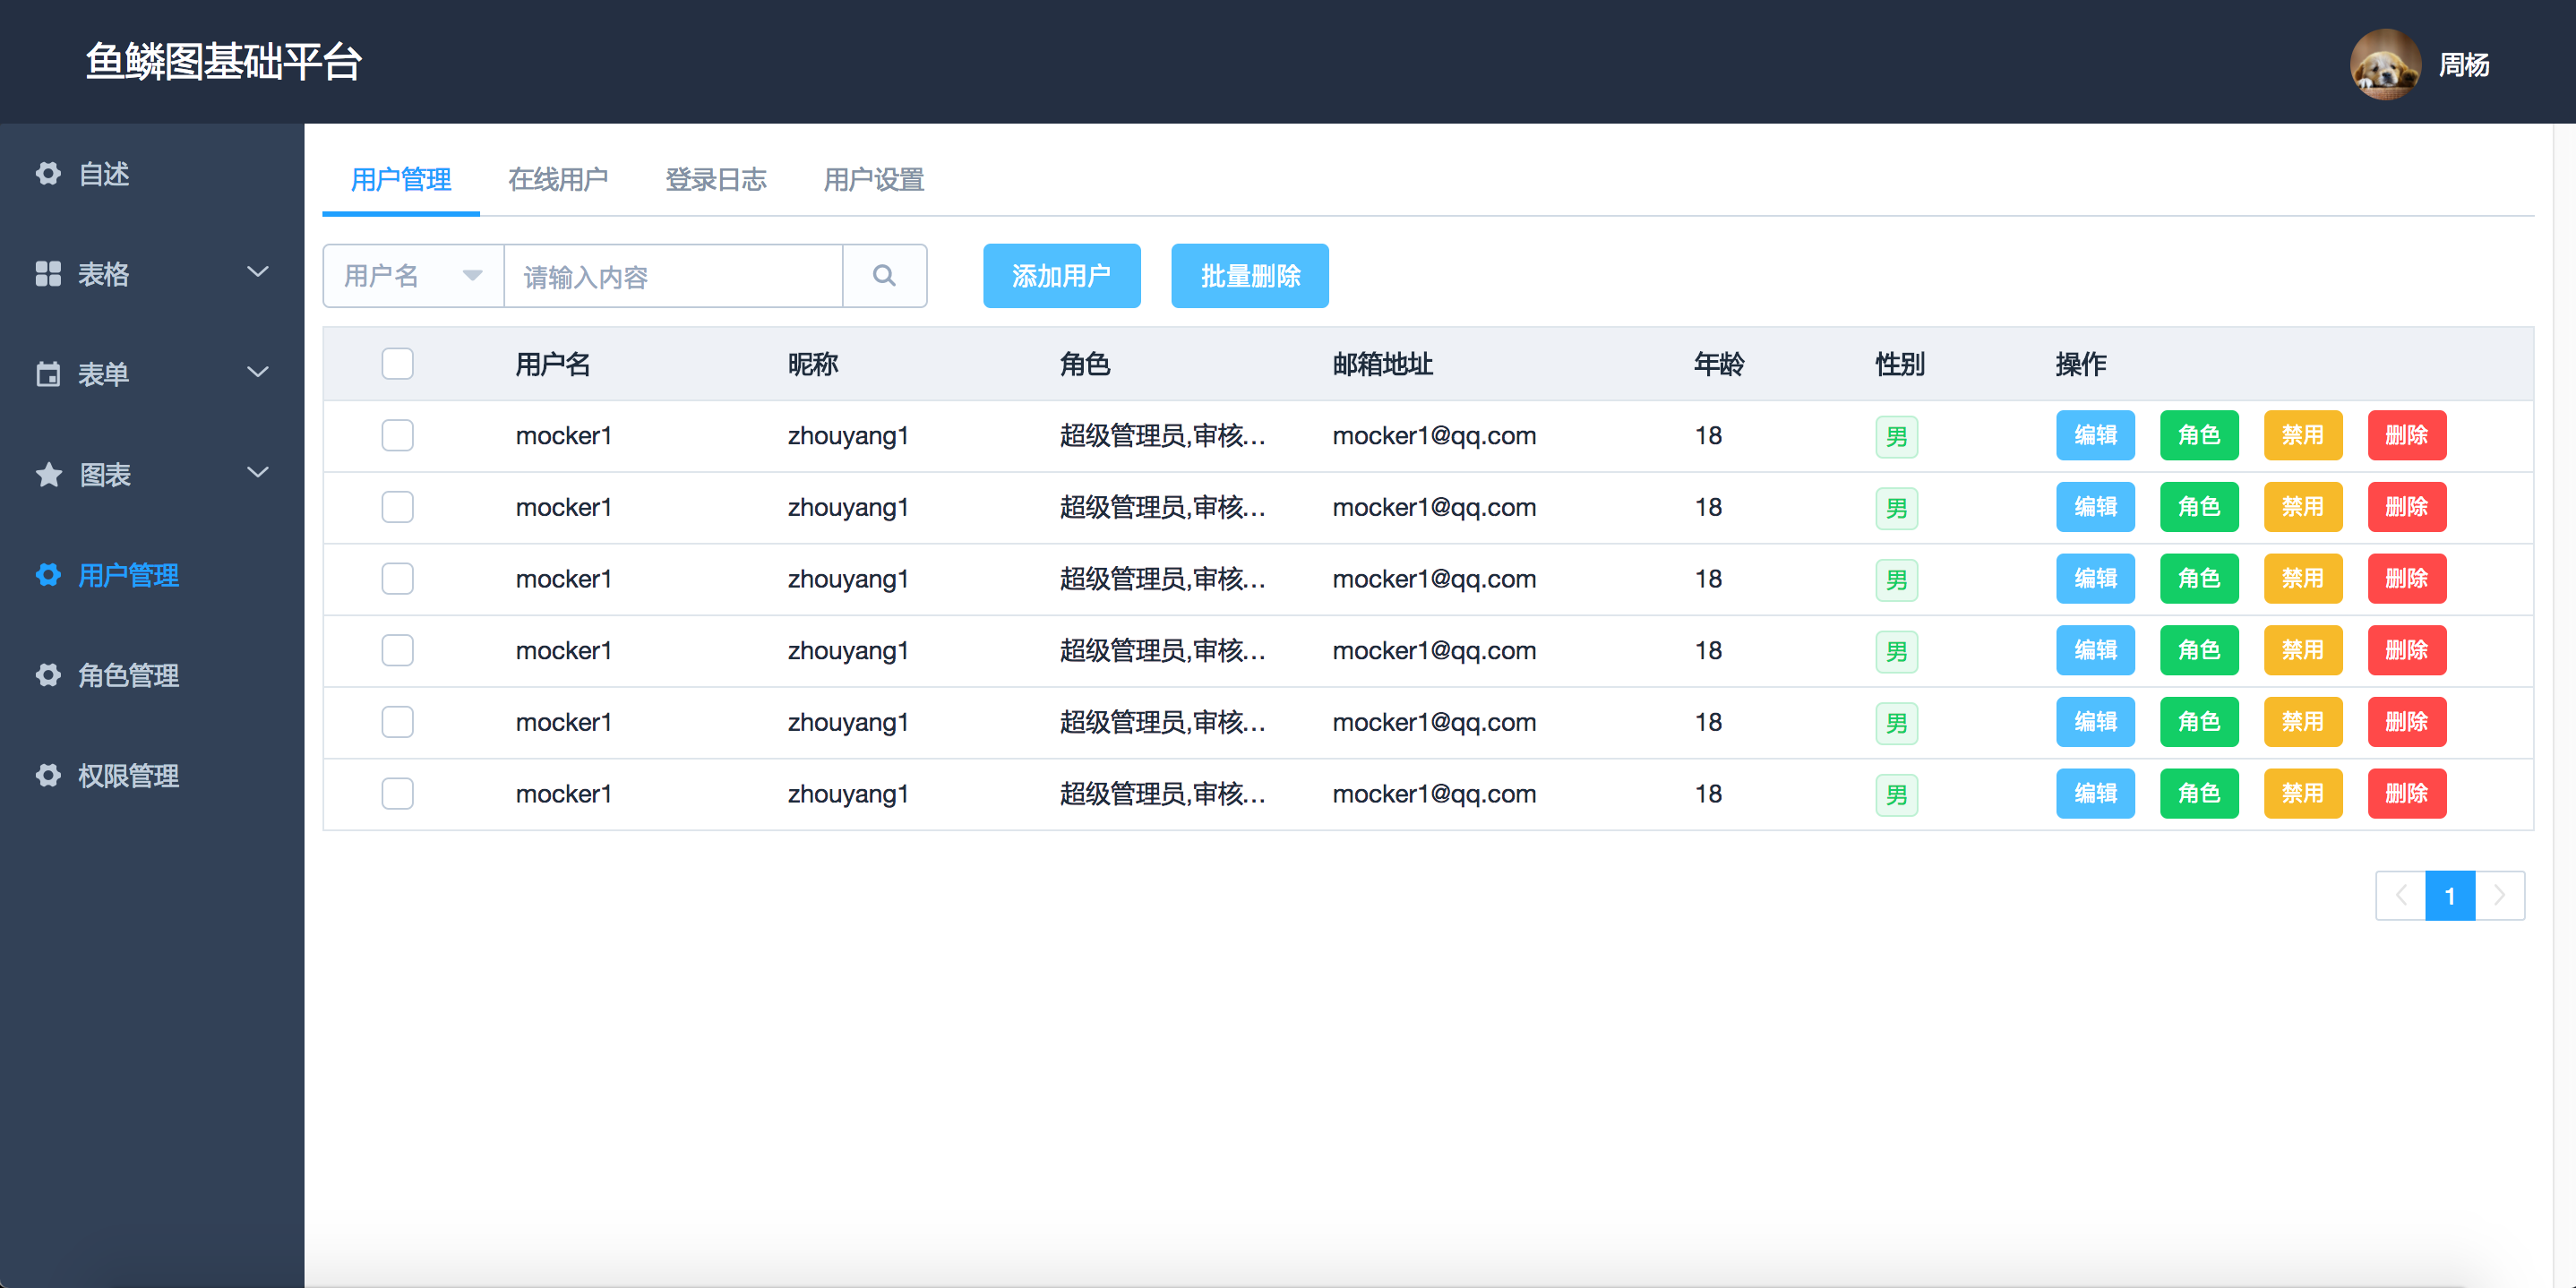 鱼鳞图基础平台
周杨
自述
表格
表单
图表
用户管理
角色管理
权限管理
用户管理 在线用户 登录日志 用户设置
用户名 请输入内容 添加用户 批量删除
用户名 昵称 角色 邮箱地址 年龄 性别 操作
mocker1 zhouyang1 超级管理员,审核... mocker1@qq.com 18 男 编辑 角色 禁用 删除
mocker1 zhouyang1 超级管理员,审核... mocker1@qq.com 18 男 编辑 角色 禁用 删除
mocker1 zhouyang1 超级管理员,审核... mocker1@qq.com 18 男 编辑 角色 禁用 删除
mocker1 zhouyang1 超级管理员,审核... mocker1@qq.com 18 男 编辑 角色 禁用 删除
mocker1 zhouyang1 超级管理员,审核... mocker1@qq.com 18 男 编辑 角色 禁用 删除
mocker1 zhouyang1 超级管理员,审核... mocker1@qq.com 18 男 编辑 角色 禁用 删除
1